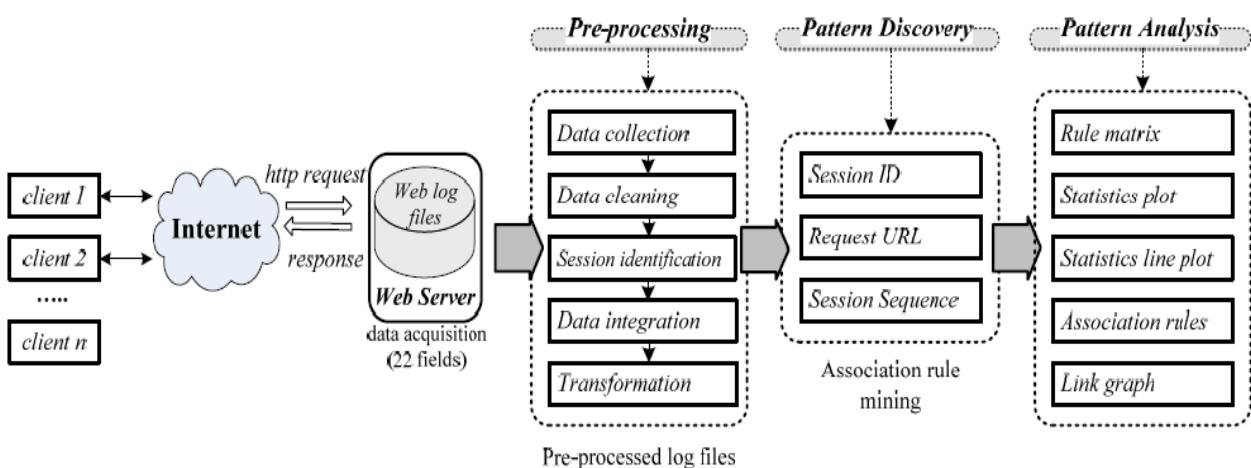 Pre-processing
Pattern Discovery
Pattern Analysis
client 1
client 2
.....
client n
Internet
http request
response
Web log
files
Web Server
data acquisition
(22 fields)
Data collection
Data cleaning
Session identification
Data integration
Transformation
Pre-processed log files
Session ID
Request URL
Session Sequence
Association rule
mining
Rule matrix
Statistics plot
Statistics line plot
Association rules
Link graph